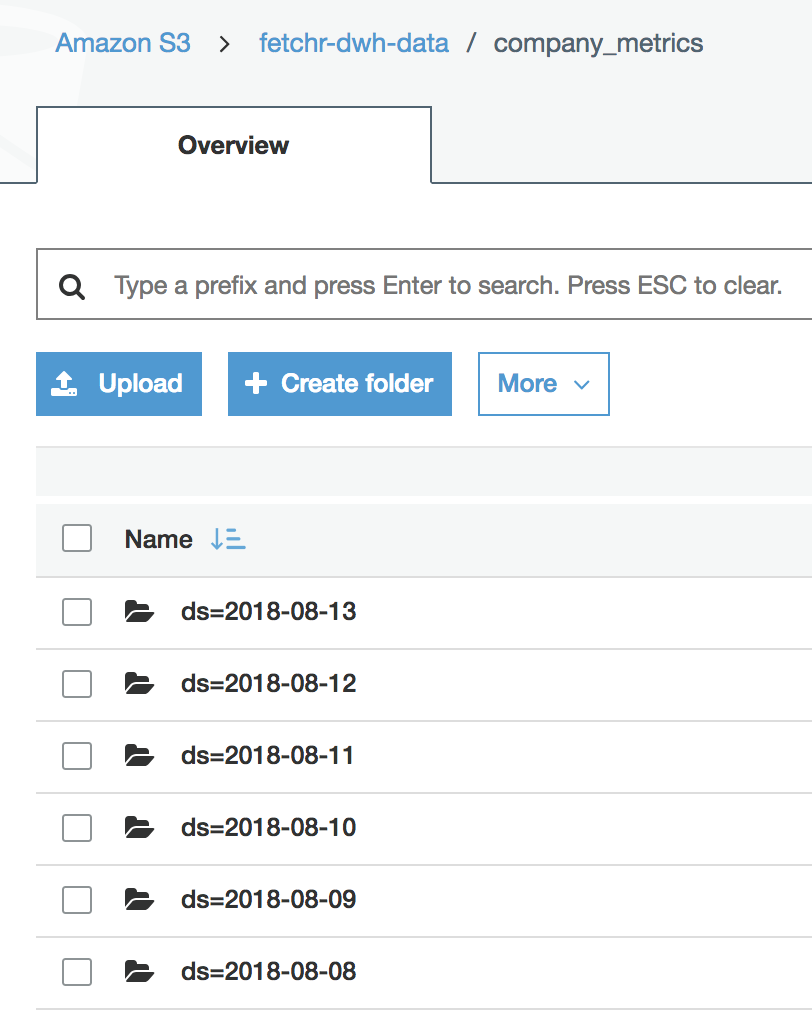 Amazon S3 > fetchr-dwh-data / company_metrics
Overview
Type a prefix and press Enter to search. Press ESC to clear.
Upload Create folder More
Name
ds=2018-08-13
ds=2018-08-12
ds=2018-08-11
ds=2018-08-10
ds=2018-08-09
ds=2018-08-08